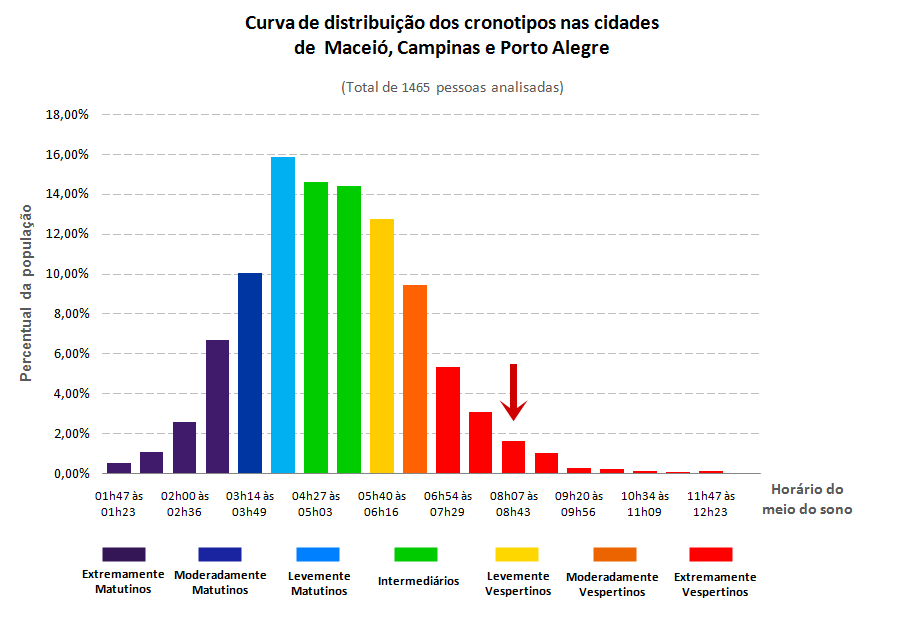 Curva de distribuição dos cronotipos nas cidades
de Maceió, Campinas e Porto Alegre
(Total de 1465 pessoas analisadas)
18,00%
16,00%
14,00%
12,00%
10,00%
8,00%
6,00%
4,00%
2,00%
0,00%
Percentual da população
01h47 às
01h23
02h00 às
02h36
03h14 às
03h49
04h27 às
05h03
05h40 às
06h16
06h54 às
07h29
08h07 às
08h43
09h20 às
09h56
10h34 às
11h09
11h47 às
12h23
Horário do
meio do sono
Extremamente
Matutinos
Moderadamente
Matutinos
Levemente
Matutinos
Intermediários
Levemente
Vespertinos
Moderadamente
Vespertinos
Extremamente
Vespertinos